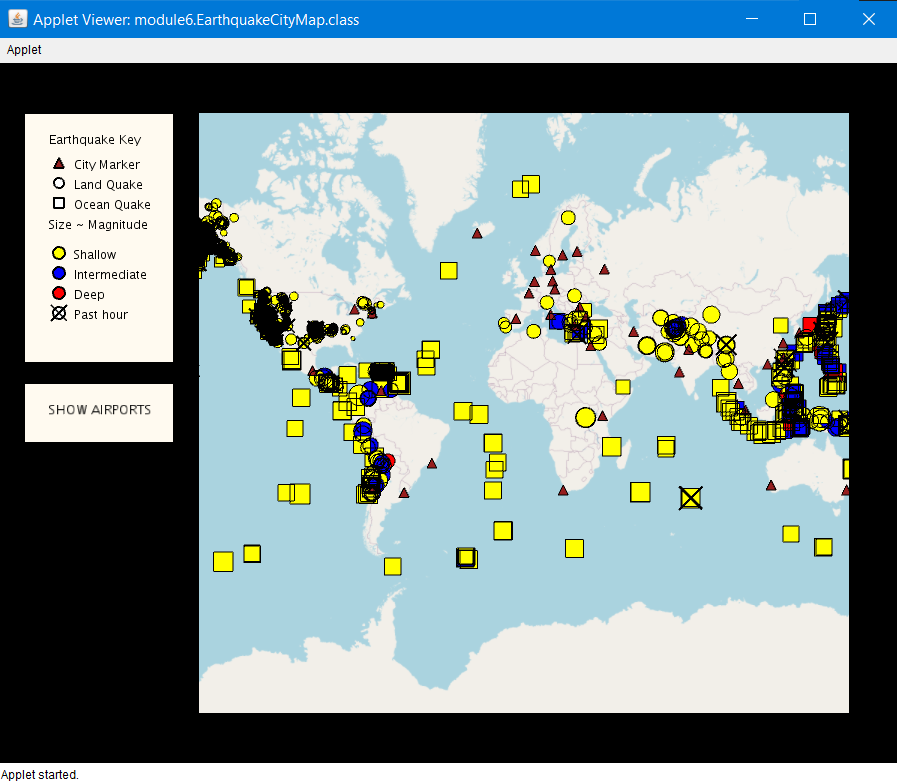 Applet Viewer: module6.EarthquakeCityMap.class
Applet
Earthquake Key
City Marker
Land Quake
Ocean Quake
Size ~ Magnitude
Shallow
Intermediate
Deep
Past hour
SHOW AIRPORTS
Applet started.